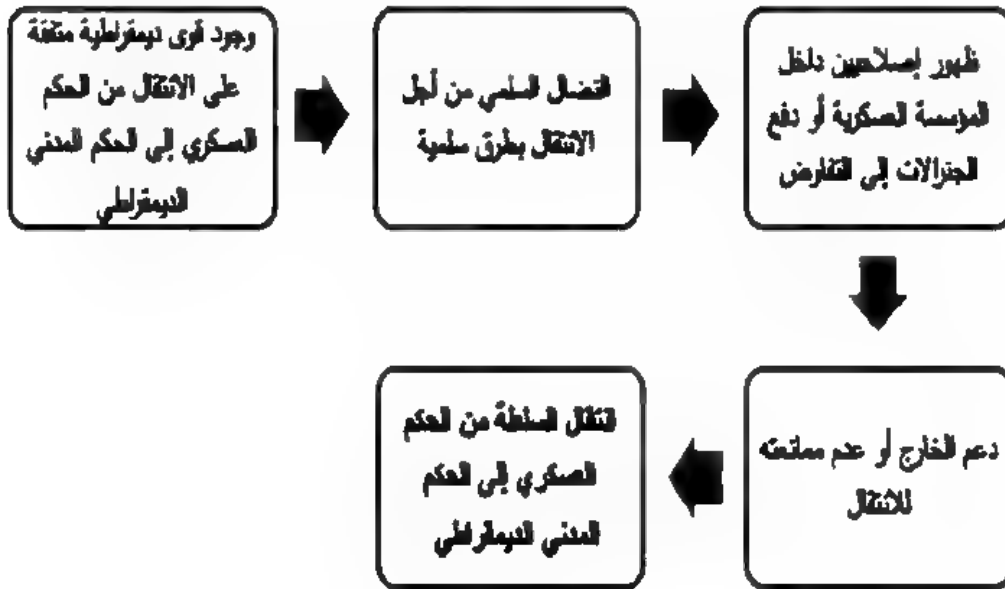 وجود قوى ديمقراطية متفقة
على الانتقال من الحكم
العسكري إلى الحكم المدني
الديمقراطي
النضال السلمي من أجل
الانتقال بطرق سلمية
ظهور إصلاحيين داخل
المؤسسة العسكرية أو دفع
الجنرالات إلى التفاوض
دعم الخارج أو عدم ممانعته
للانتقال
انتقال السلطة من الحكم
العسكري إلى الحكم
المدني الديمقراطي